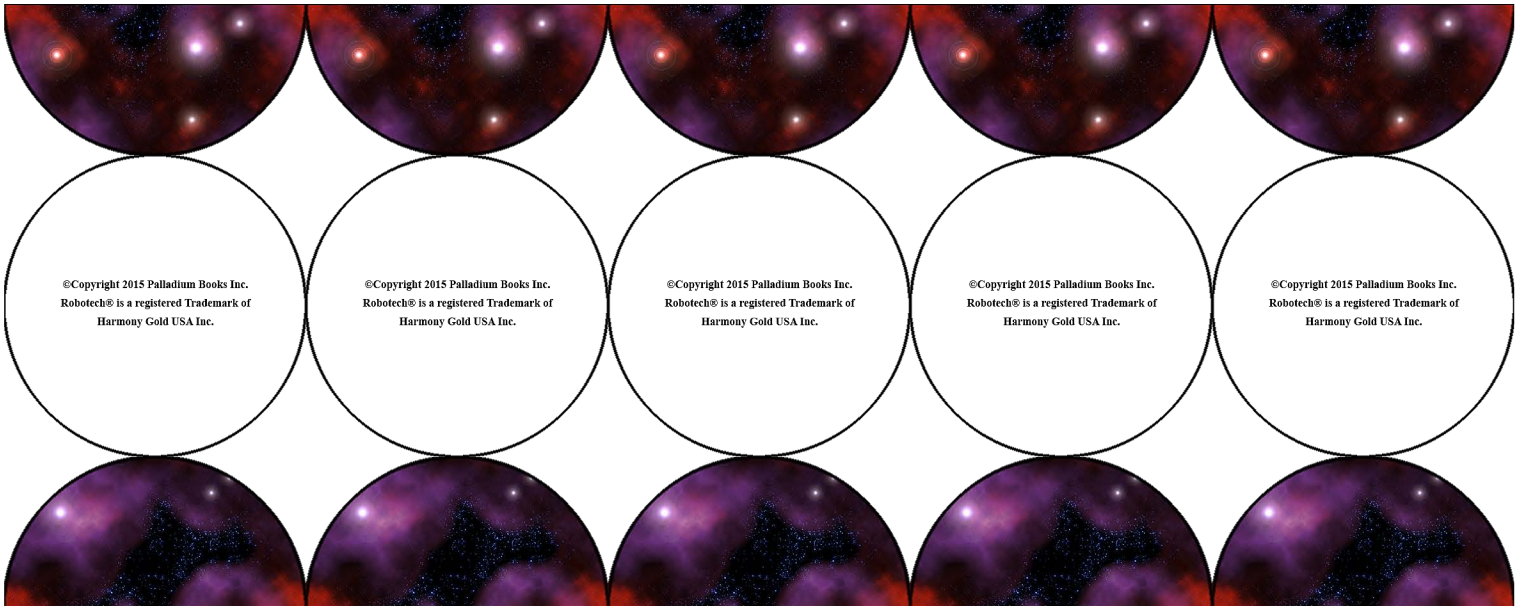 ©Copyright 2015 Palladium Books Inc.
Robotech® is a registered Trademark of
Harmony Gold USA Inc.
©Copyright 2015 Palladium Books Inc.
Robotech® is a registered Trademark of
Harmony Gold USA Inc.
©Copyright 2015 Palladium Books Inc.
Robotech® is a registered Trademark of
Harmony Gold USA Inc.
©Copyright 2015 Palladium Books Inc.
Robotech® is a registered Trademark of
Harmony Gold USA Inc.
©Copyright 2015 Palladium Books Inc.
Robotech® is a registered Trademark of
Harmony Gold USA Inc.